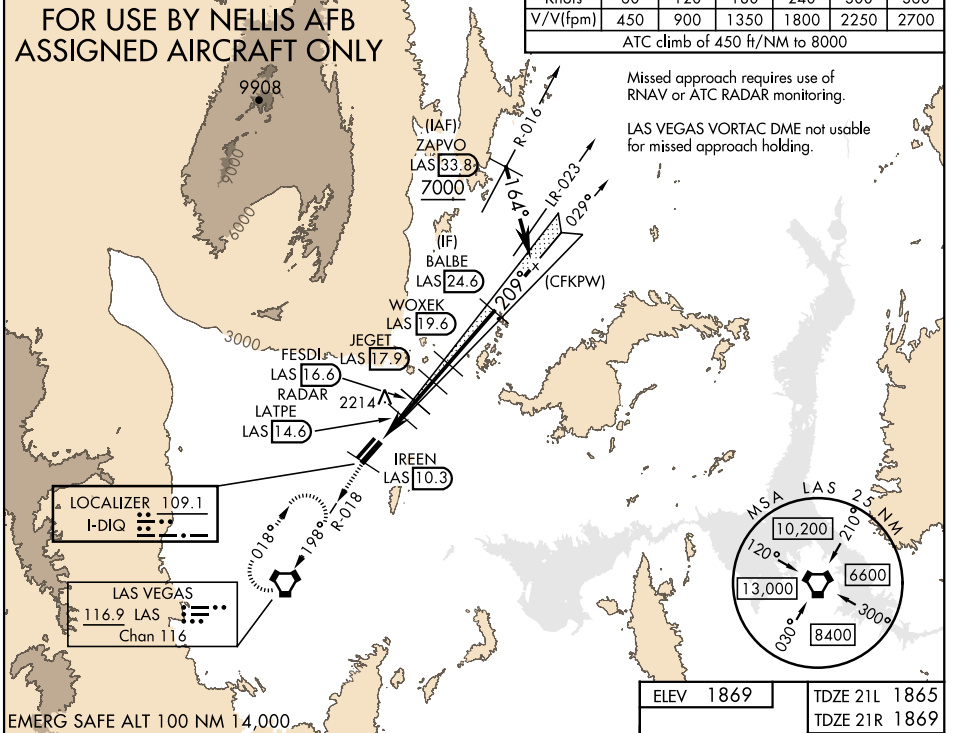 FOR USE BY NELLIS AFB
ASSIGNED AIRCRAFT ONLY
V/V(fpm) 450 900 1350 1800 2250 2700
ATC climb of 450 ft/NM to 8000
Missed approach requires use of
RNAV or ATC RADAR monitoring.
LAS VEGAS VORTAC DME not usable
for missed approach holding.
9908
9000
6000
3000
(IAF)
ZAPVO
LAS 33.8
7000
R-016
194°
LR-023
029°
209°
(CFKPW)
(IF)
BALBE
LAS 24.6
WOXEK
LAS 19.6
JEGET
LAS 17.9
FESDI
LAS 16.6
RADAR
2214
LATPE
LAS 14.6
IREEN
LAS 10.3
R-018
018°
198°
LOCALIZER 109.1
I-DIQ
LAS VEGAS
116.9 LAS
Chan 116
MSA LAS 25 NM
10,200
210°
120°
13,000
6600
300°
030°
8400
ELEV 1869
TDZE 21L 1865
TDZE 21R 1869
EMERG SAFE ALT 100 NM 14,000